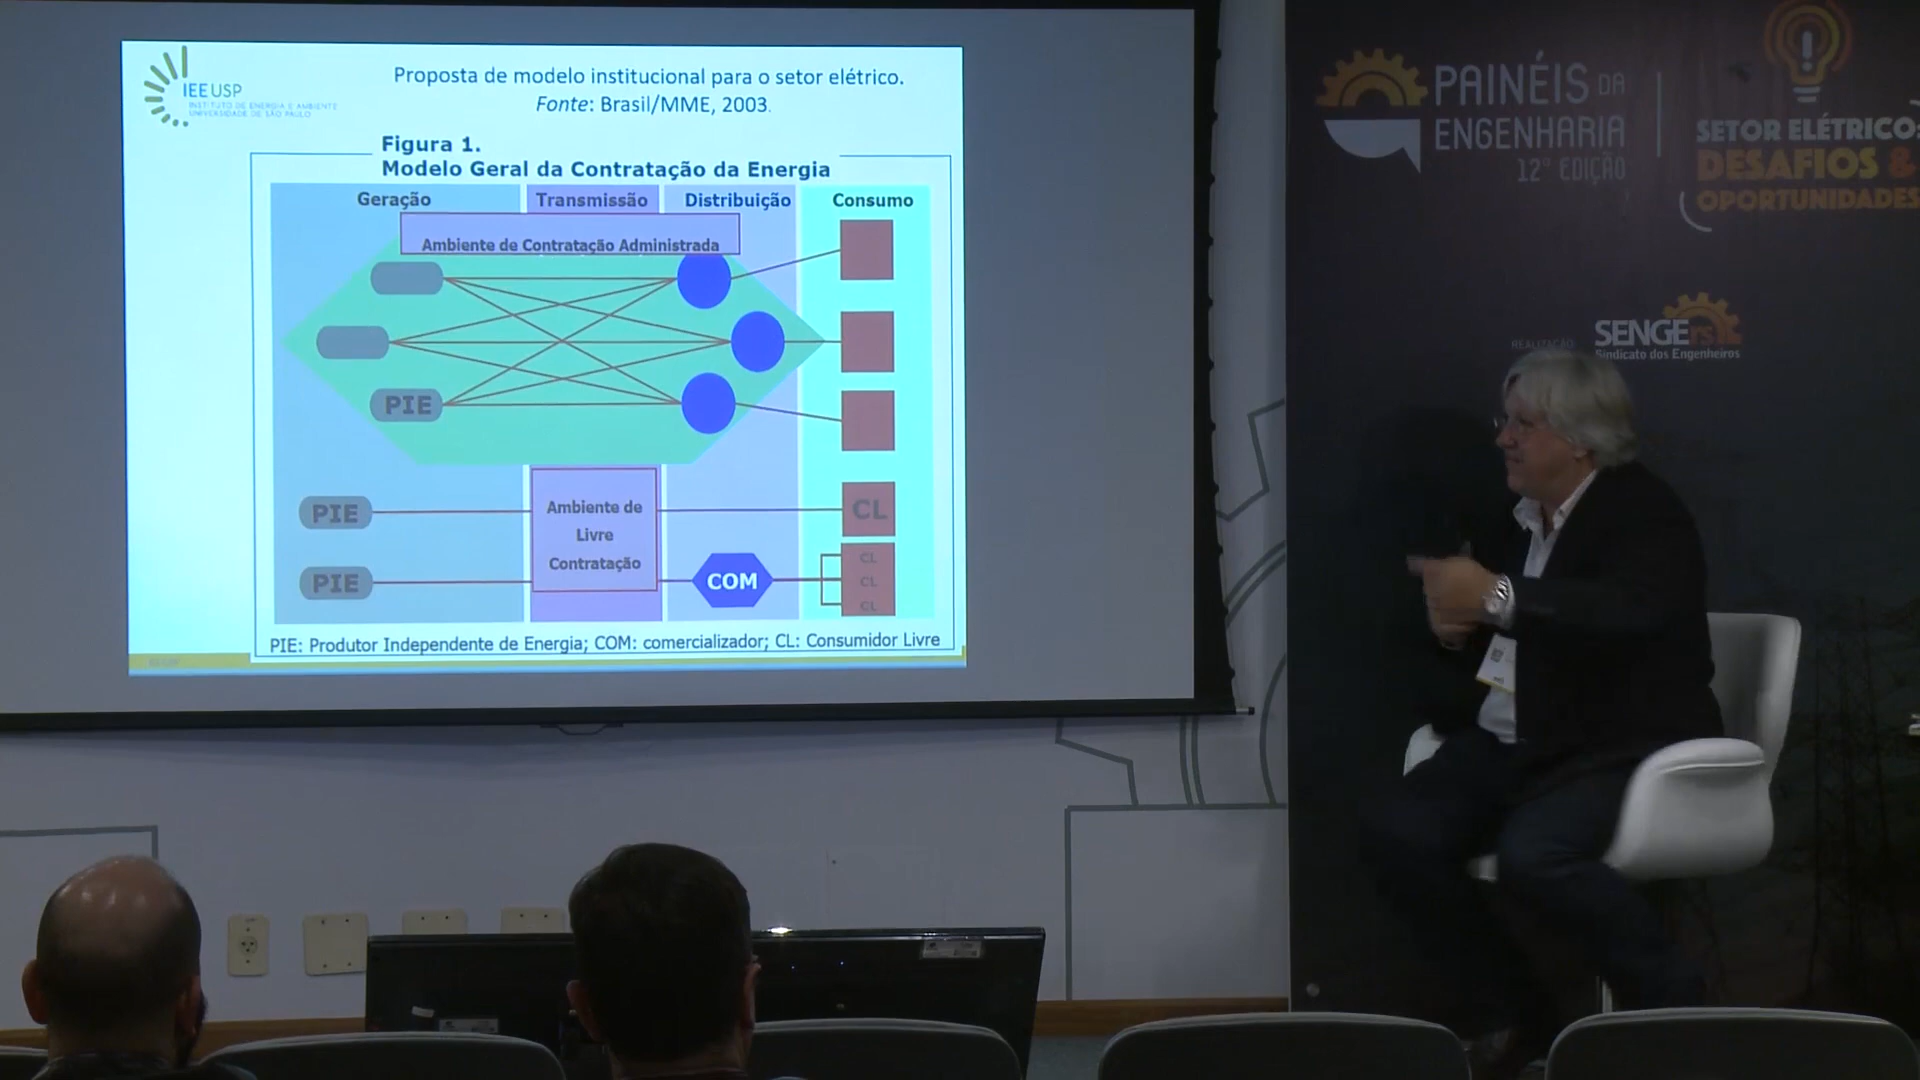 IEE USP
INSTITUTO DE ENERGIA E AMBIENTE
UNIVERSIDADE DE SÃO PAULO
Proposta de modelo institucional para o setor elétrico.
Fonte: Brasil/MME, 2003.
Figura 1.
Modelo Geral da Contratação da Energia
Geração
Transmissão
Distribuição
Consumo
Ambiente de Contratação Administrada
PIE
PIE
Ambiente de
Livre
Contratação
CL
PIE
COM
CL
CL
CL
PIE: Produtor Independente de Energia; COM: comercializador; CL: Consumidor Livre
PAINÉIS DA
ENGENHARIA
12ª EDIÇÃO
SETOR ELÉTRICO:
DESAFIOS &
OPORTUNIDADES
REALIZAÇÃO
SENGE rs
Sindicato dos Engenheiros